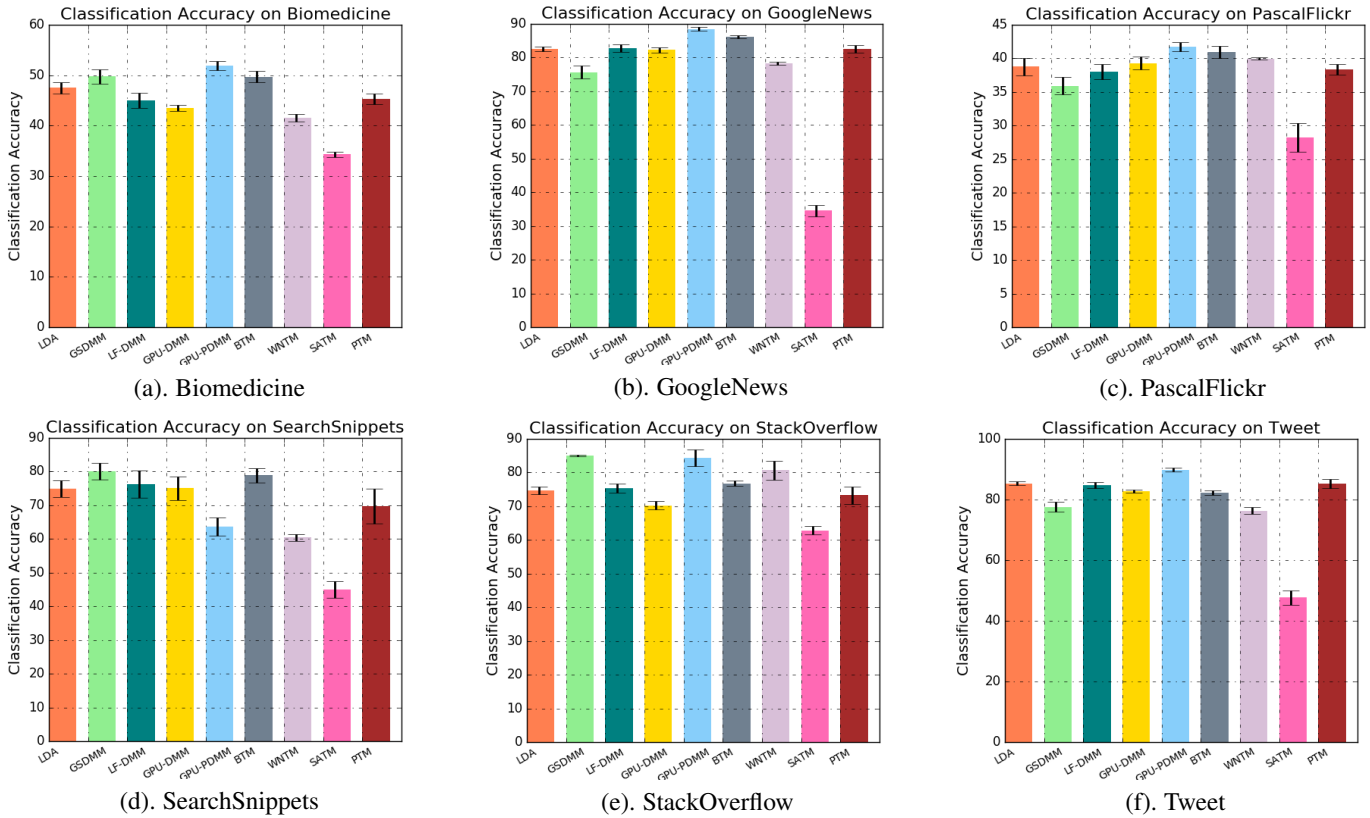 Classification Accuracy on Biomedicine
Classification Accuracy
60
50
40
30
20
10
0
LDA
GSDMM
LF-DMM
GPU-DMM
GPU-PDMM
BTM
WNTM
SATM
PTM
(a). Biomedicine
Classification Accuracy on GoogleNews
Classification Accuracy
90
80
70
60
50
40
30
20
10
0
LDA
GSDMM
LF-DMM
GPU-DMM
GPU-PDMM
BTM
WNTM
SATM
PTM
(b). GoogleNews
Classification Accuracy on PascalFlickr
Classification Accuracy
45
40
35
30
25
20
15
10
5
0
LDA
GSDMM
LF-DMM
GPU-DMM
GPU-PDMM
BTM
WNTM
SATM
PTM
(c). PascalFlickr
Classification Accuracy on SearchSnippets
Classification Accuracy
90
80
70
60
50
40
30
20
10
0
LDA
GSDMM
LF-DMM
GPU-DMM
GPU-PDMM
BTM
WNTM
SATM
PTM
(d). SearchSnippets
Classification Accuracy on StackOverflow
Classification Accuracy
90
80
70
60
50
40
30
20
10
0
LDA
GSDMM
LF-DMM
GPU-DMM
GPU-PDMM
BTM
WNTM
SATM
PTM
(e). StackOverflow
Classification Accuracy on Tweet
Classification Accuracy
100
80
60
40
20
0
LDA
GSDMM
LF-DMM
GPU-DMM
GPU-PDMM
BTM
WNTM
SATM
PTM
(f). Tweet